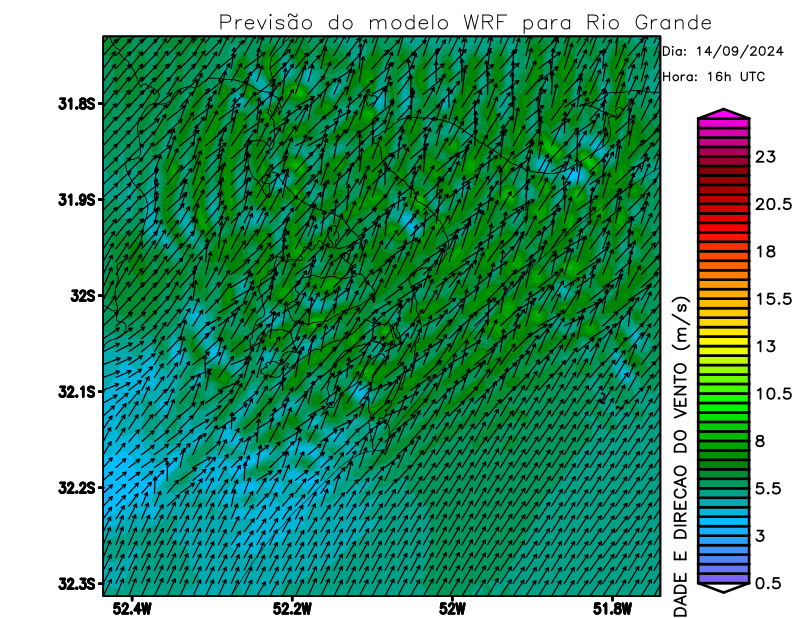 Previsão do modelo WRF para Rio Grande
Dia: 14/09/2024
Hora: 16h UTC
31.8S
31.9S
32S
32.1S
32.2S
32.3S
52.4W
52.2W
52W
51.8W
DADE E DIRECAO DO VENTO (m/s)
23
20.5
18
15.5
13
10.5
8
5.5
3
0.5